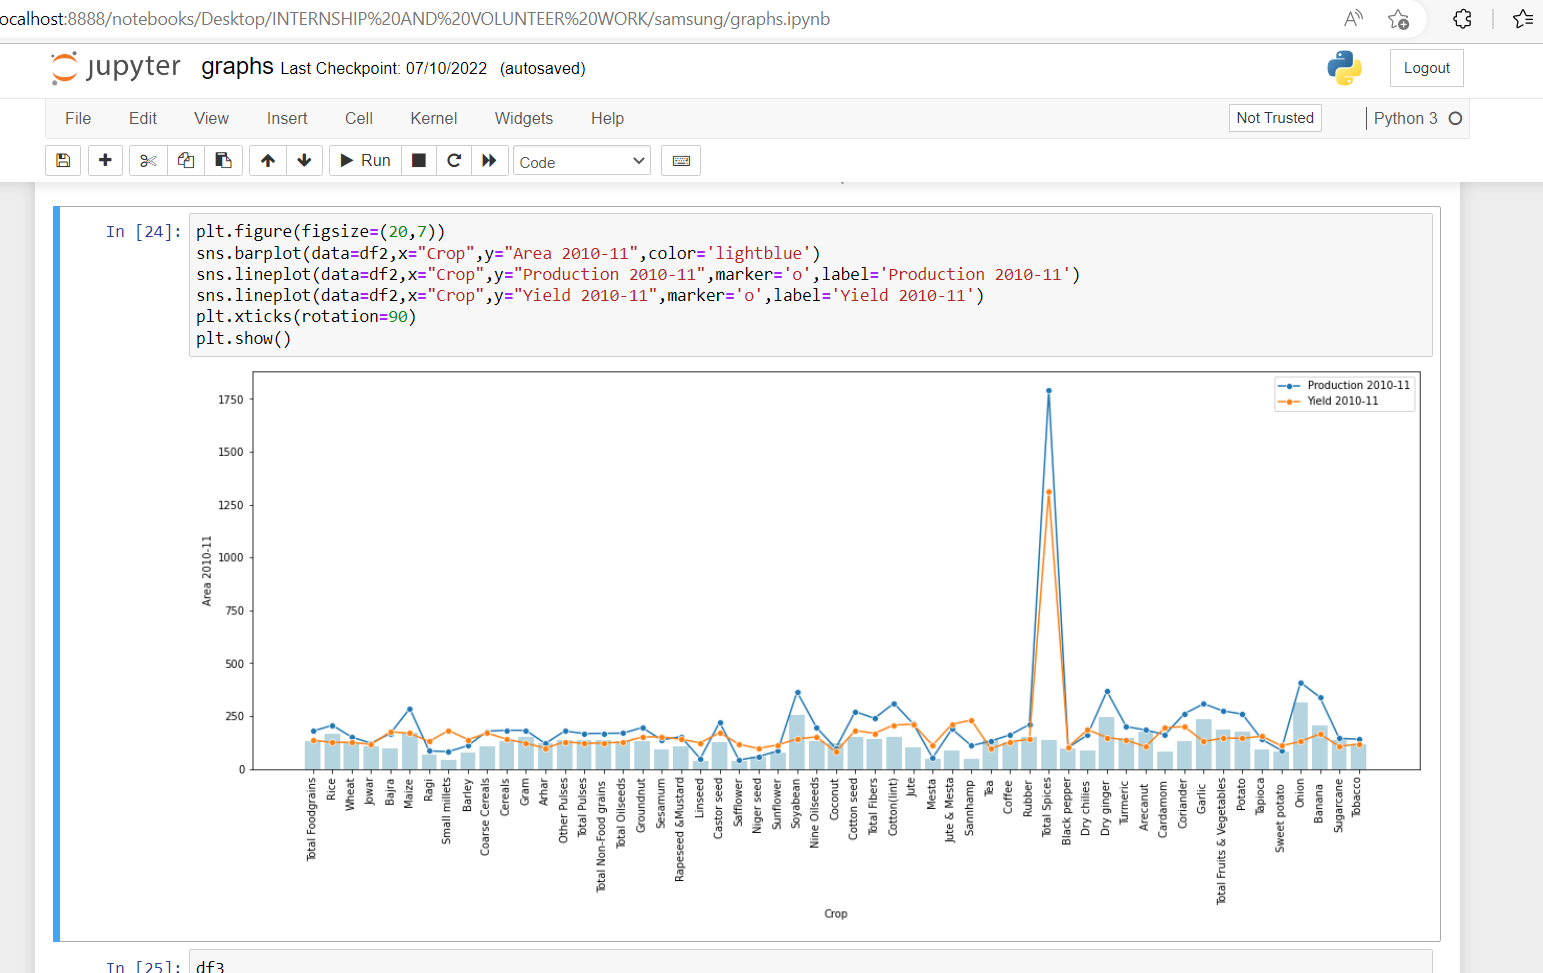 ocalhost:8888/notebooks/Desktop/INTERNSHIP%20AND%20VOLUNTEER%20WORK/samsung/graphs.ipynb
jupyter graphs Last Checkpoint: 07/10/2022 (autosaved)
Logout
File Edit View Insert Cell Kernel Widgets Help
Not Trusted
Python 3
Run
Code
In [24]:
plt.figure(figsize=(20,7))
sns.barplot(data=df2,x="Crop",y="Area 2010-11",color='lightblue')
sns.lineplot(data=df2,x="Crop",y="Production 2010-11",marker='o',label='Production 2010-11')
sns.lineplot(data=df2,x="Crop",y="Yield 2010-11",marker='o',label='Yield 2010-11')
plt.xticks(rotation=90)
plt.show()
Production 2010-11
Yield 2010-11
1750
1500
1250
1000
750
500
250
0
Area 2010-11
Total Foodgrains
Rice
Wheat
Jowar
Bajra
Maize
Ragi
Small millets
Barley
Coarse Cereals
Cereals
Gram
Arhar
Other Pulses
Total Pulses
Total Non-Food grains
Total Oilseeds
Groundnut
Sesamum
Rapeseed &Mustard
Linseed
Castor seed
Safflower
Niger seed
Sunflower
Soyabean
Nine Oilseeds
Coconut
Cotton seed
Total Fibers
Cotton(lint)
Jute
Mesta
Jute & Mesta
Sannhamp
Tea
Coffee
Rubber
Total Spices
Black pepper
Dry chilies
Dry ginger
Turmeric
Arecanut
Cardamom
Coriander
Garlic
Total Fruits & Vegetables
Potato
Tapioca
Sweet potato
Onion
Banana
Sugarcane
Tobacco
Crop
In [25]:
df3